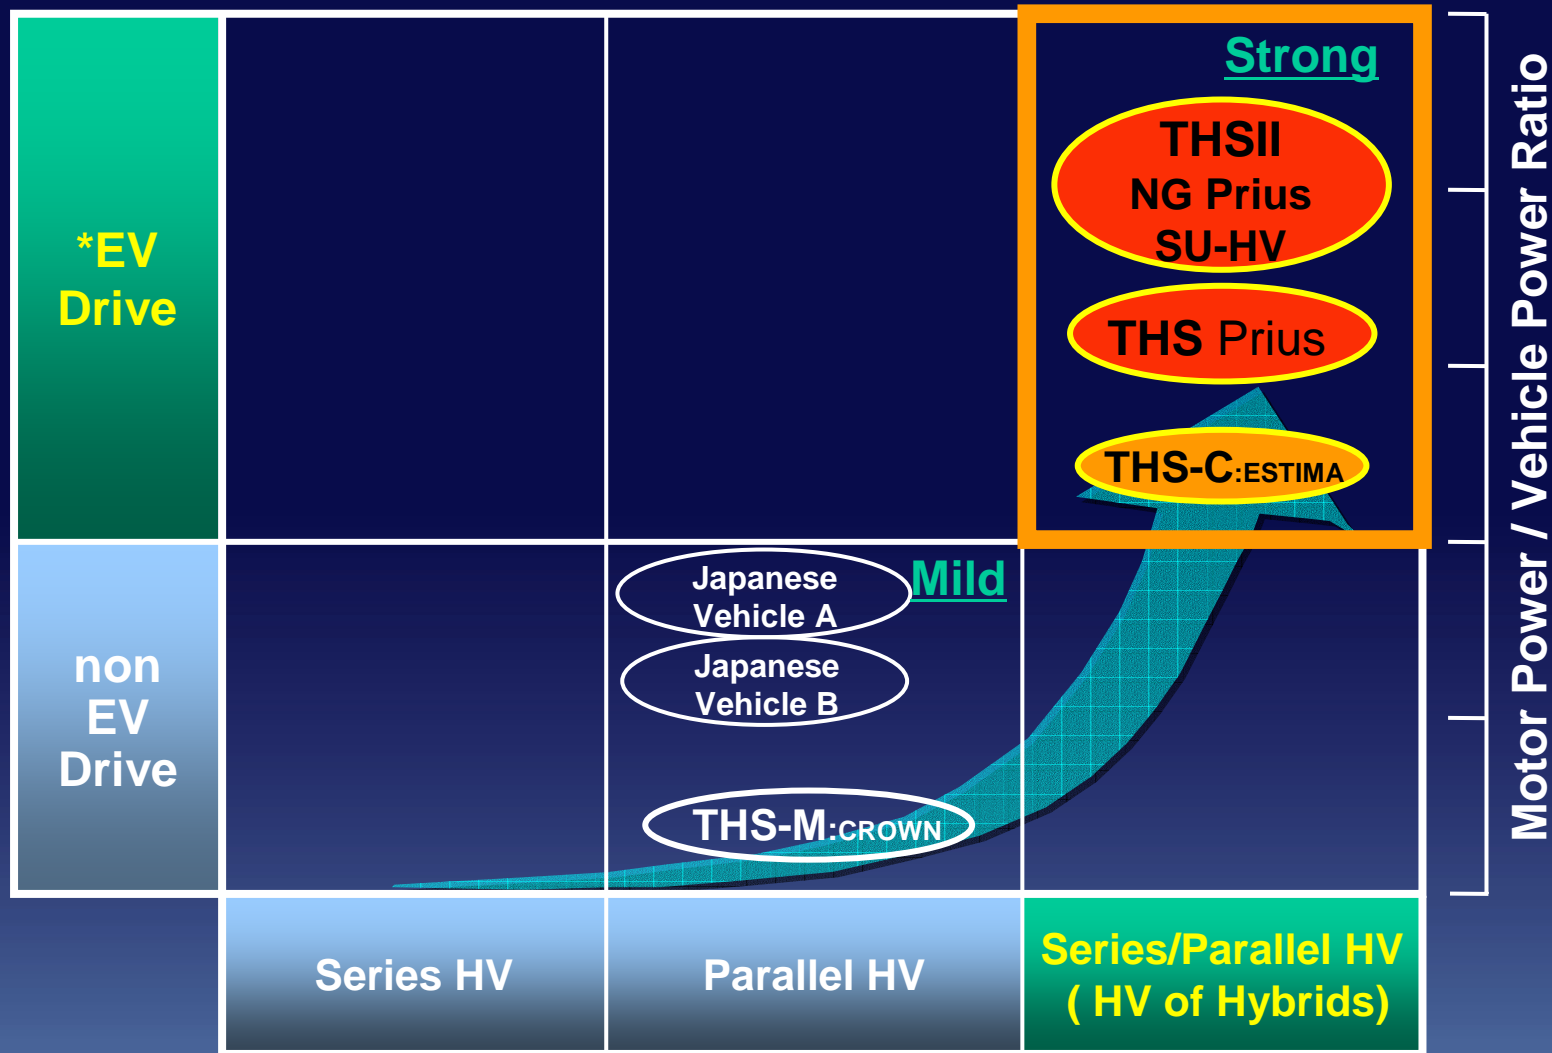 Strong
THSII
NG Prius
SU-HV
THS Prius
THS-C:ESTIMA
*EV
Drive
Japanese
Vehicle A
Mild
Japanese
Vehicle B
THS-M:CROWN
non
EV
Drive
Series HV
Parallel HV
Series/Parallel HV
( HV of Hybrids)
Motor Power / Vehicle Power Ratio